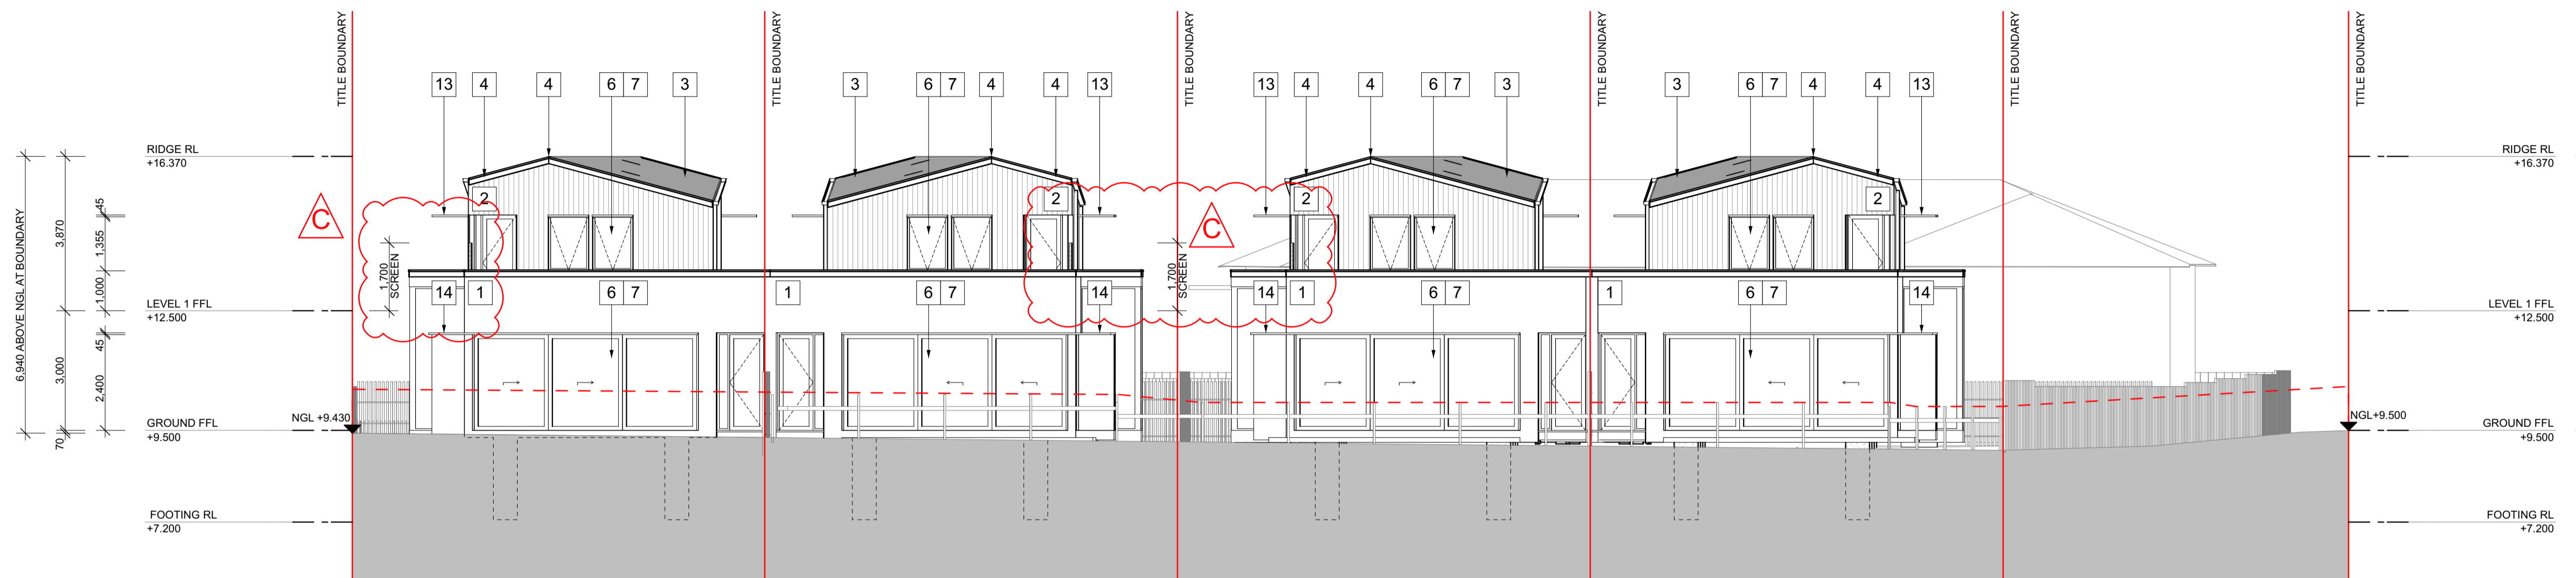 TITLE BOUNDARY
TITLE BOUNDARY
TITLE BOUNDARY
TITLE BOUNDARY
TITLE BOUNDARY
TITLE BOUNDARY
13
4
4
6 7
3
3
6 7
4
4
13
13
4
4
6 7
3
3
6 7
4
4
13
RIDGE RL
+16.370
RIDGE RL
+16.370
2
2
2
2
C
C
6,940 ABOVE NGL AT BOUNDARY
3,870
45
1,355
1,000
3,000
45
2,400
70
1,700
SCREEN
1,700
SCREEN
14
1
6 7
1
6 7
14
14
1
6 7
1
6 7
14
LEVEL 1 FFL
+12.500
LEVEL 1 FFL
+12.500
NGL +9.430
NGL+9.500
GROUND FFL
+9.500
GROUND FFL
+9.500
FOOTING RL
+7.200
FOOTING RL
+7.200